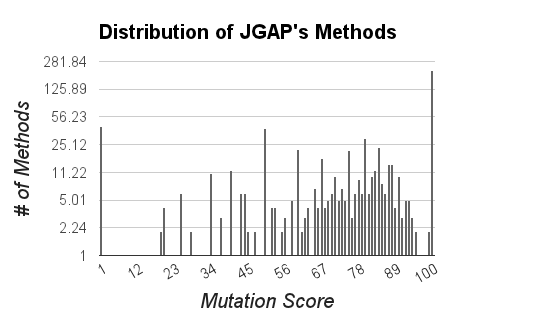 Distribution of JGAP's Methods
281.84
125.89
56.23
25.12
11.22
5.01
2.24
1
# of Methods
1 12 23 34 45 56 67 78 89 100
Mutation Score